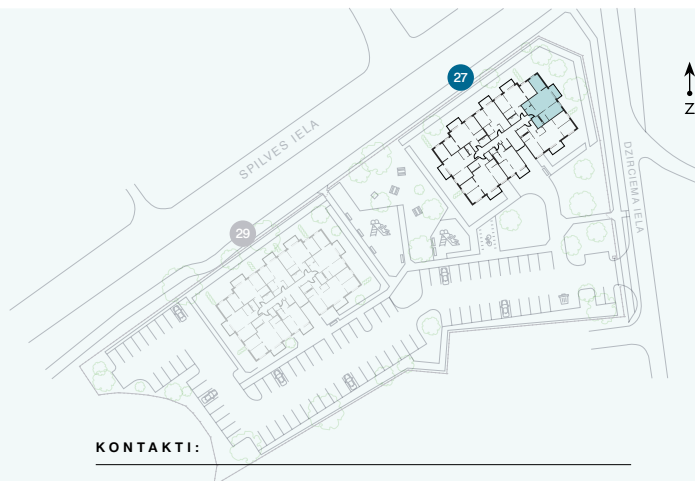 27
Z
SPILVES IELA
DZIRCIEMA IELA
29
KONTAKTI: